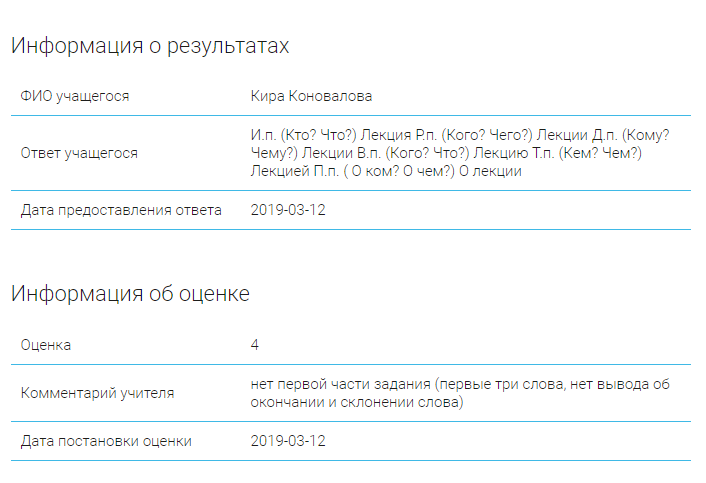 Информация о результатах
ФИО учащегося
Кира Коновалова
Ответ учащегося
И.п. (Кто? Что?) Лекция Р.п. (Кого? Чего?) Лекции Д.п. (Кому?
Чему?) Лекции В.п. (Кого? Что?) Лекцию Т.п. (Кем? Чем?)
Лекцией П.п. ( О ком? О чем?) О лекции
Дата предоставления ответа
2019-03-12
Информация об оценке
Оценка
4
Комментарий учителя
нет первой части задания (первые три слова, нет вывода об
окончании и склонении слова)
Дата постановки оценки
2019-03-12